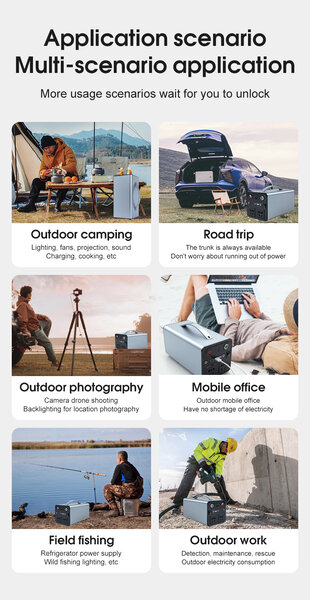 Application scenario
Multi-scenario application
More usage scenarios wait for you to unlock
Outdoor camping
Lighting, fans, projection, sound
Charging, cooking, etc
Road trip
The trunk is always available
Don't worry about running out of power
Outdoor photography
Camera drone shooting
Backlighting for location photography
Mobile office
Outdoor mobile office
Have no shortage of electricity
Field fishing
Refrigerator power supply
Wild fishing lighting, etc
Outdoor work
Detection, maintenance, rescue
Outdoor electricity consumption